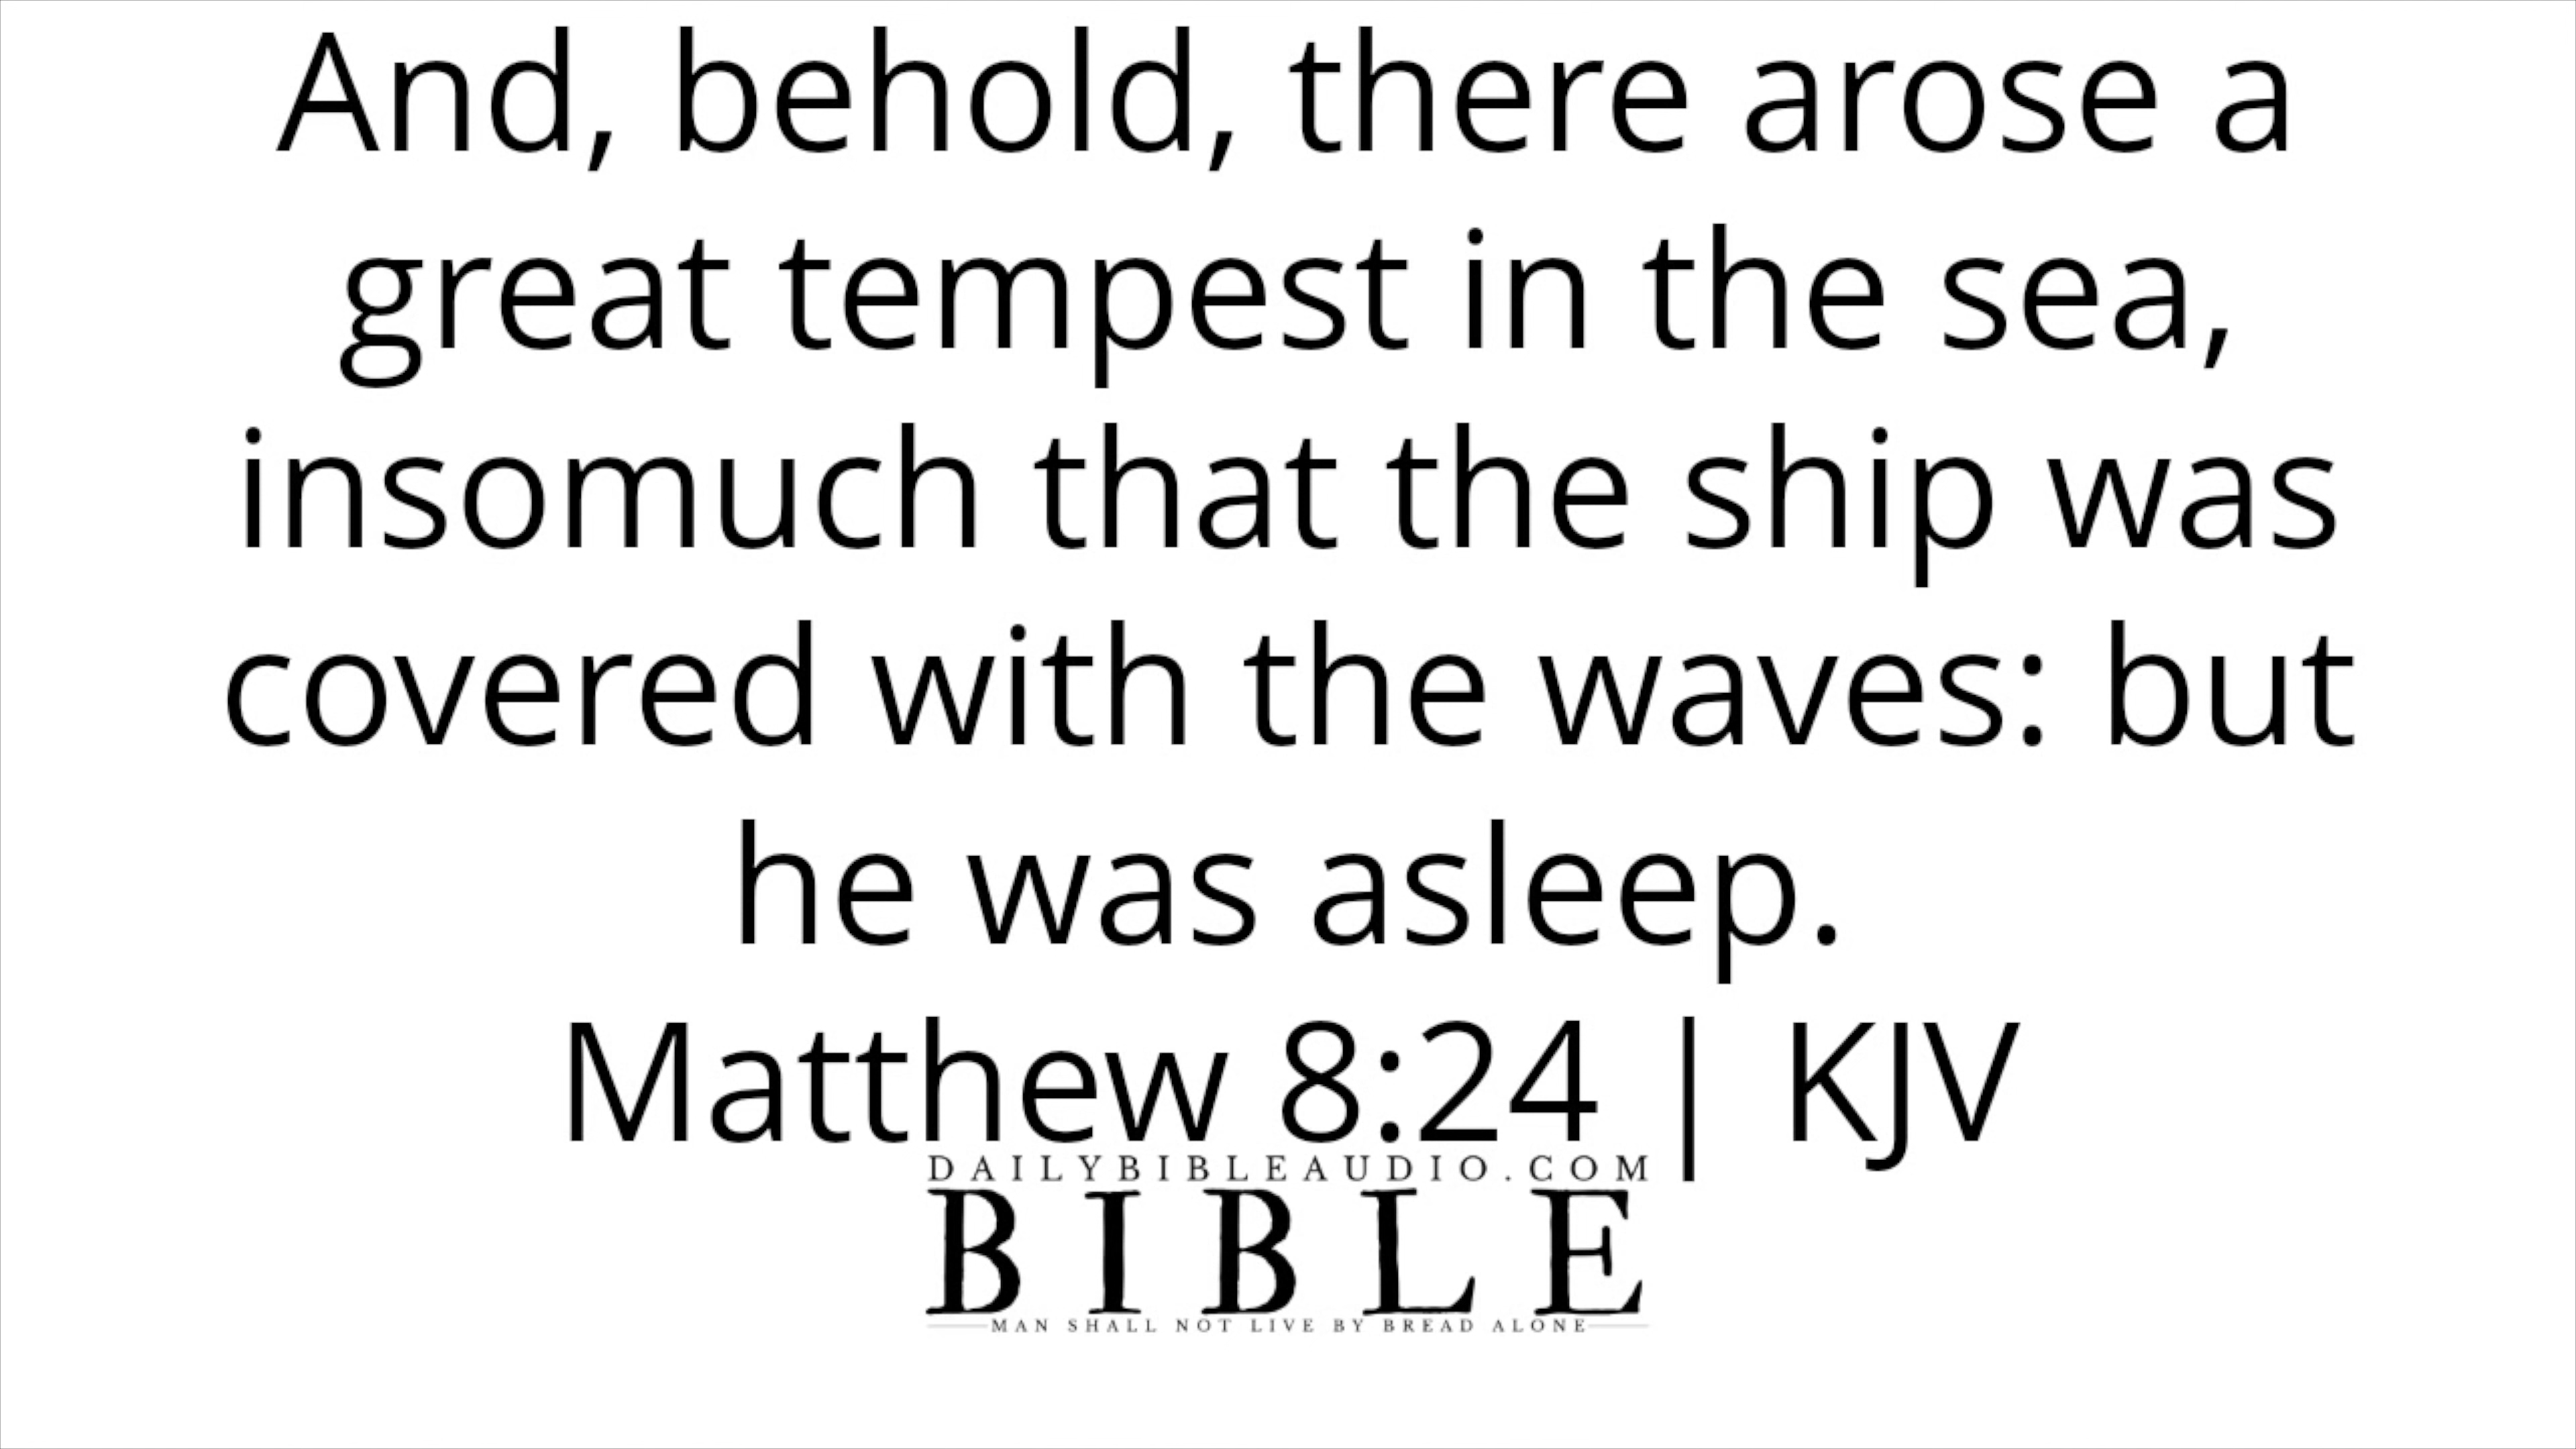 And, behold, there arose a
great tempest in the sea,
insomuch that the ship was
covered with the waves: but
he was asleep.
Matthew 8:24 | KJV
DAILYBIBLEAUDIO.COM
BIBLE
MAN SHALL NOT LIVE BY BREAD ALONE